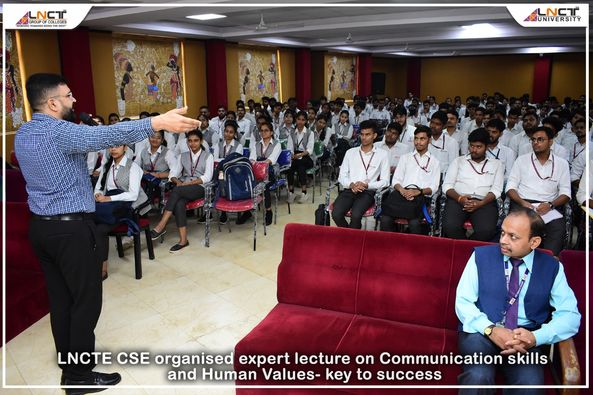 LNCT
GROUP OF COLLEGES
LNCT
UNIVERSITY
LNCTE CSE organised expert lecture on Communication skills
and Human Values- key to success